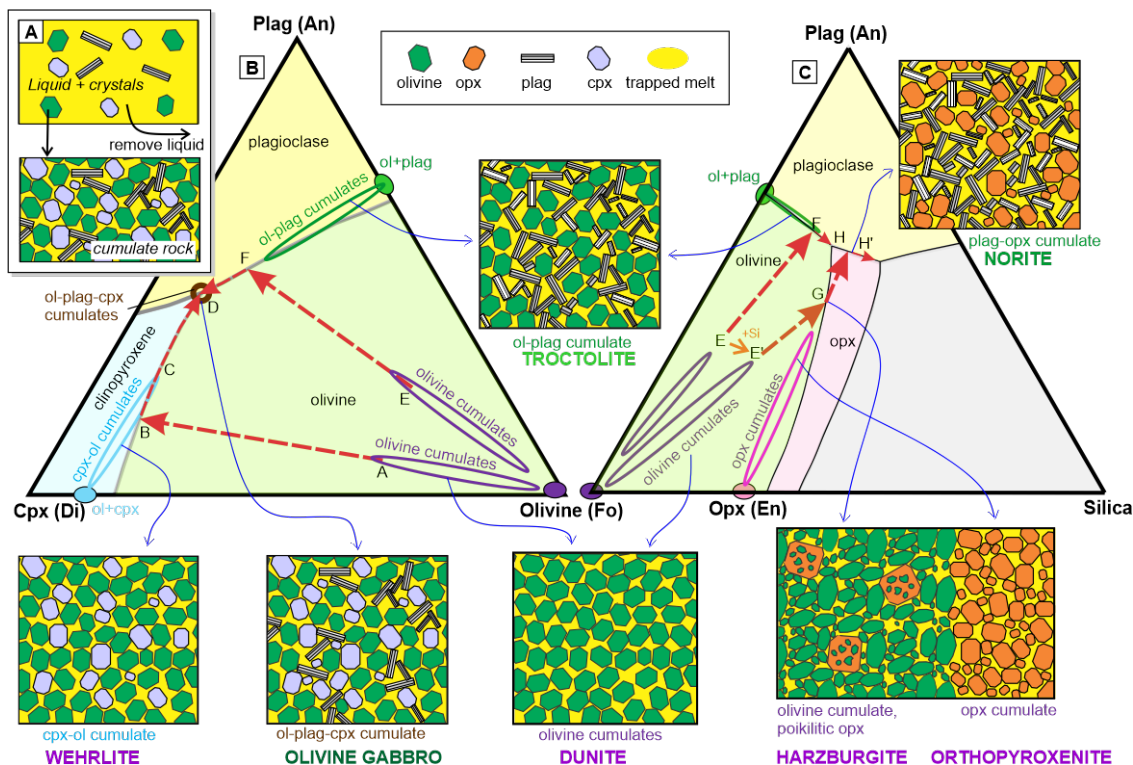 A
Liquid + crystals
remove liquid
cumulate rock
B
Plag (An)
plagioclase
ol+plag
ol-plag cumulates
F
D
ol-plag-cpx
cumulates
clinopyroxene
C
cpx-ol cumulates
B
olivine
E
olivine cumulates
A
olivine cumulates
ol+cpx
Cpx (Di)
Olivine (Fo)
olivine
opx
plag
cpx
trapped melt
ol-plag cumulate
TROCTOLITE
C
Plag (An)
plagioclase
ol+plag
F
H
H'
olivine
G
E
+Si
E'
opx
olivine cumulates
opx cumulates
Opx (En)
Silica
plag-opx cumulate
NORITE
cpx-ol cumulate
WEHRLITE
ol-plag-cpx cumulate
OLIVINE GABBRO
olivine cumulates
DUNITE
olivine cumulate,
poikilitic opx
HARZBURGITE
opx cumulate
ORTHOPYROXENITE